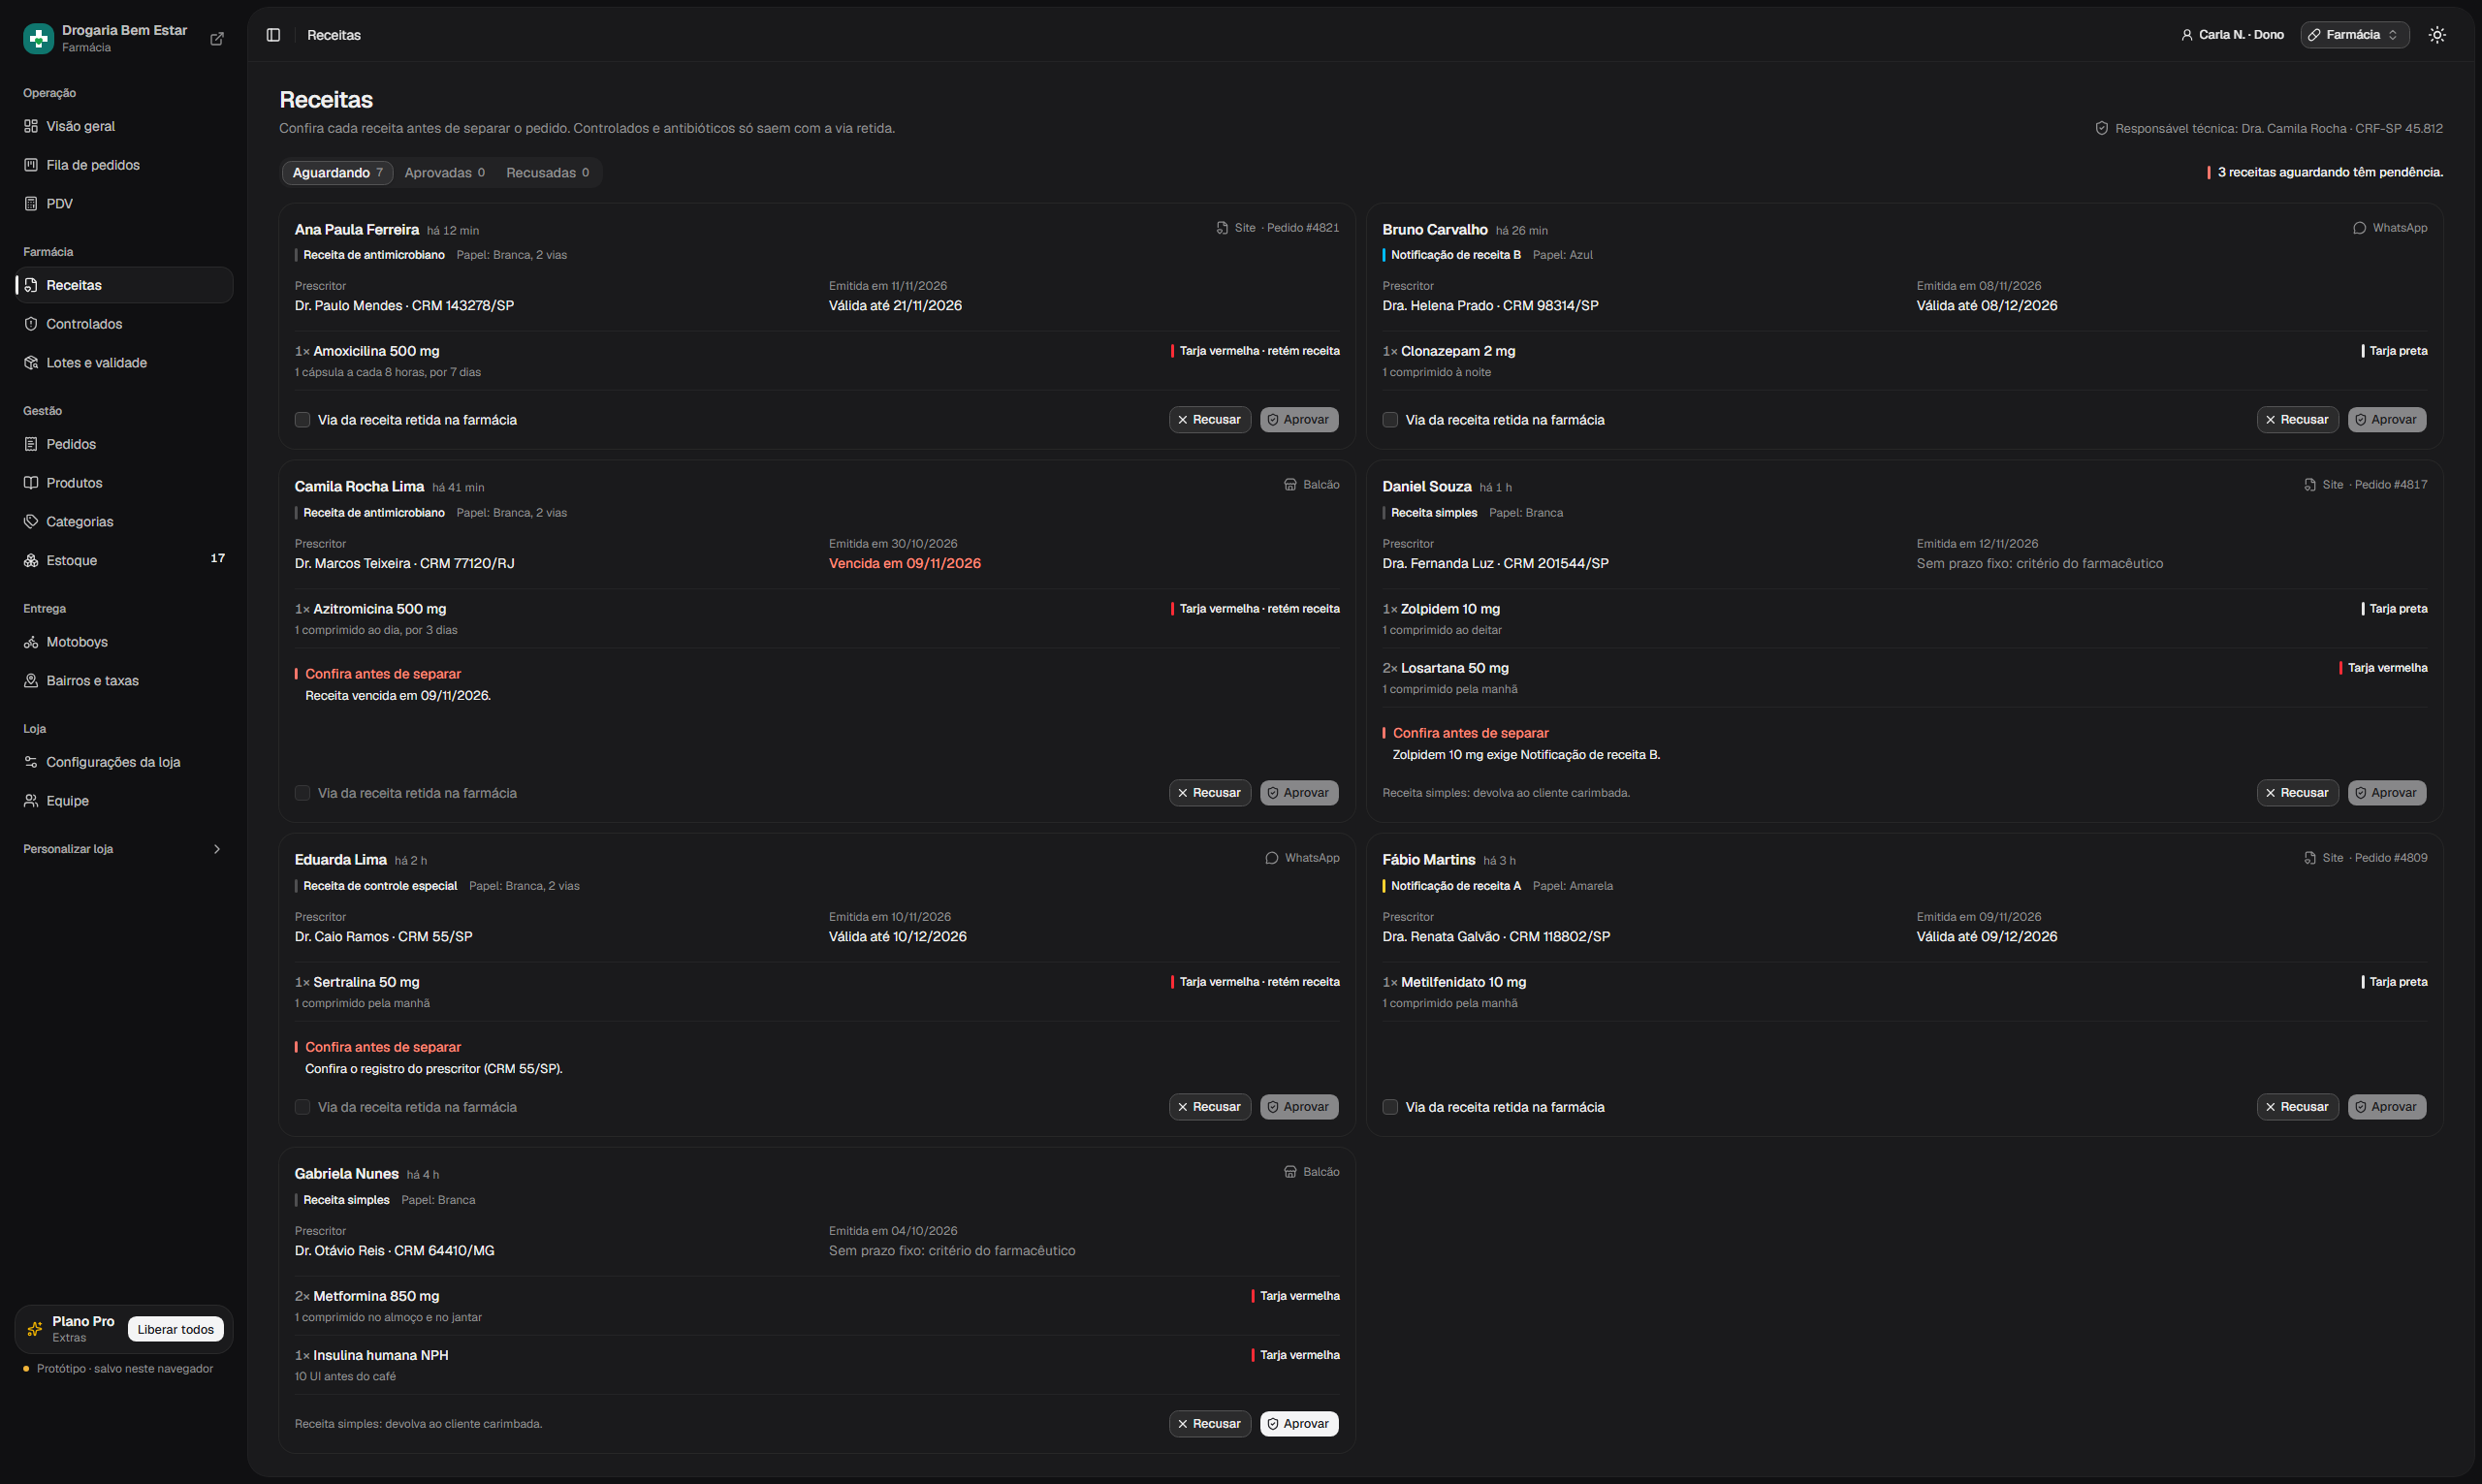 Drogaria Bem Estar
Farmácia
Operação
Visão geral
Fila de pedidos
PDV
Farmácia
Receitas
Controlados
Lotes e validade
Gestão
Pedidos
Produtos
Categorias
Estoque 17
Entrega
Motoboys
Bairros e taxas
Loja
Configurações da loja
Equipe
Personalizar loja
Plano Pro
Extras
Liberar todos
Protótipo · salvo neste navegador
Receitas
Carla N. · Dono
Farmácia
Receitas
Confira cada receita antes de separar o pedido. Controlados e antibióticos só saem com a via retida.
Responsável técnica: Dra. Camila Rocha · CRF-SP 45.812
Aguardando 7 Aprovadas 0 Recusadas 0
3 receitas aguardando têm pendência.
Ana Paula Ferreira há 12 min
Site · Pedido #4821
Receita de antimicrobiano Papel: Branca, 2 vias
Prescritor
Dr. Paulo Mendes · CRM 143278/SP
Emitida em 11/11/2026
Válida até 21/11/2026
1× Amoxicilina 500 mg
Tarja vermelha · retém receita
1 cápsula a cada 8 horas, por 7 dias
Via da receita retida na farmácia
Recusar
Aprovar
Bruno Carvalho há 26 min
WhatsApp
Notificação de receita B Papel: Azul
Prescritor
Dra. Helena Prado · CRM 98314/SP
Emitida em 08/11/2026
Válida até 08/12/2026
1× Clonazepam 2 mg
Tarja preta
1 comprimido à noite
Via da receita retida na farmácia
Recusar
Aprovar
Camila Rocha Lima há 41 min
Balcão
Receita de antimicrobiano Papel: Branca, 2 vias
Prescritor
Dr. Marcos Teixeira · CRM 77120/RJ
Emitida em 30/10/2026
Vencida em 09/11/2026
1× Azitromicina 500 mg
Tarja vermelha · retém receita
1 comprimido ao dia, por 3 dias
Confira antes de separar
Receita vencida em 09/11/2026.
Via da receita retida na farmácia
Recusar
Aprovar
Daniel Souza há 1 h
Site · Pedido #4817
Receita simples Papel: Branca
Prescritor
Dra. Fernanda Luz · CRM 201544/SP
Emitida em 12/11/2026
Sem prazo fixo: critério do farmacêutico
1× Zolpidem 10 mg
Tarja preta
1 comprimido ao deitar
2× Losartana 50 mg
Tarja vermelha
1 comprimido pela manhã
Confira antes de separar
Zolpidem 10 mg exige Notificação de receita B.
Receita simples: devolva ao cliente carimbada.
Recusar
Aprovar
Eduarda Lima há 2 h
WhatsApp
Receita de controle especial Papel: Branca, 2 vias
Prescritor
Dr. Caio Ramos · CRM 55/SP
Emitida em 10/11/2026
Válida até 10/12/2026
1× Sertralina 50 mg
Tarja vermelha · retém receita
1 comprimido pela manhã
Confira antes de separar
Confira o registro do prescritor (CRM 55/SP).
Via da receita retida na farmácia
Recusar
Aprovar
Fábio Martins há 3 h
Site · Pedido #4809
Notificação de receita A Papel: Amarela
Prescritor
Dra. Renata Galvão · CRM 118802/SP
Emitida em 09/11/2026
Válida até 09/12/2026
1× Metilfenidato 10 mg
Tarja preta
1 comprimido pela manhã
Via da receita retida na farmácia
Recusar
Aprovar
Gabriela Nunes há 4 h
Balcão
Receita simples Papel: Branca
Prescritor
Dr. Otávio Reis · CRM 64410/MG
Emitida em 04/10/2026
Sem prazo fixo: critério do farmacêutico
2× Metformina 850 mg
Tarja vermelha
1 comprimido no almoço e no jantar
1× Insulina humana NPH
Tarja vermelha
10 UI antes do café
Receita simples: devolva ao cliente carimbada.
Recusar
Aprovar